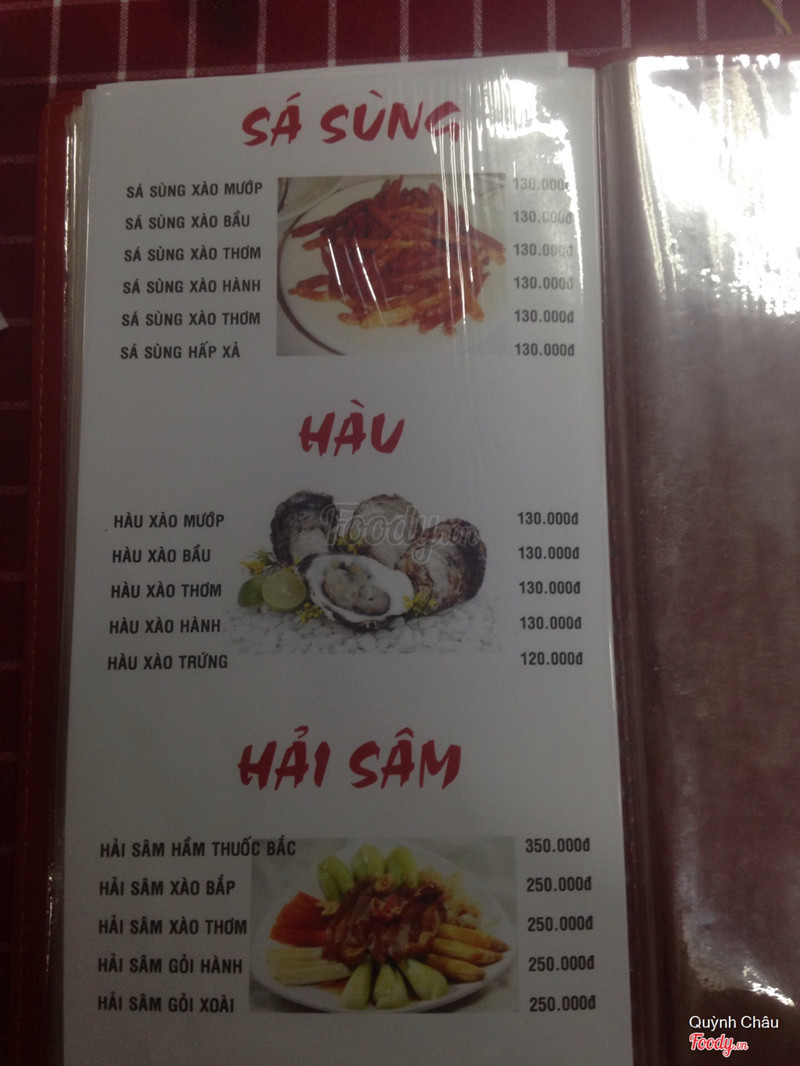 SÁ SÙNG
SÁ SÙNG XÀO MƯỚP 130.000đ
SÁ SÙNG XÀO BẦU 130.000đ
SÁ SÙNG XÀO THƠM 130.000đ
SÁ SÙNG XÀO HÀNH 130.000đ
SÁ SÙNG XÀO THƠM 130.000đ
SÁ SÙNG HẤP XẢ 130.000đ
HÀU
Foody.vn
HÀU XÀO MƯỚP 130.000đ
HÀU XÀO BẦU 130.000đ
HÀU XÀO THƠM 130.000đ
HÀU XÀO HÀNH 130.000đ
HÀU XÀO TRỨNG 120.000đ
HẢI SÂM
HẢI SÂM HẦM THUỐC BẮC 350.000đ
HẢI SÂM XÀO BẮP 250.000đ
HẢI SÂM XÀO THƠM 250.000đ
HẢI SÂM GỎI HÀNH 250.000đ
HẢI SÂM GỎI XOÀI 250.000đ
Quỳnh Châu
Foody.vn